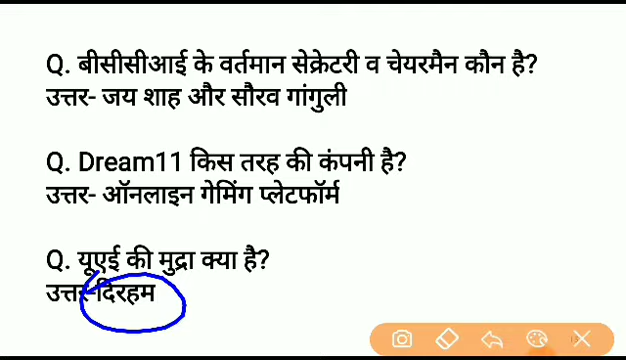 Q. बीसीसीआई के वर्तमान सेक्रेटरी व चेयरमैन कौन है?
उत्तर- जय शाह और सौरव गांगुली
Q. Dream11 किस तरह की कंपनी है?
उत्तर- ऑनलाइन गेमिंग प्लेटफॉर्म
Q. यूएई की मुद्रा क्या है?
उत्तर-दिरहम